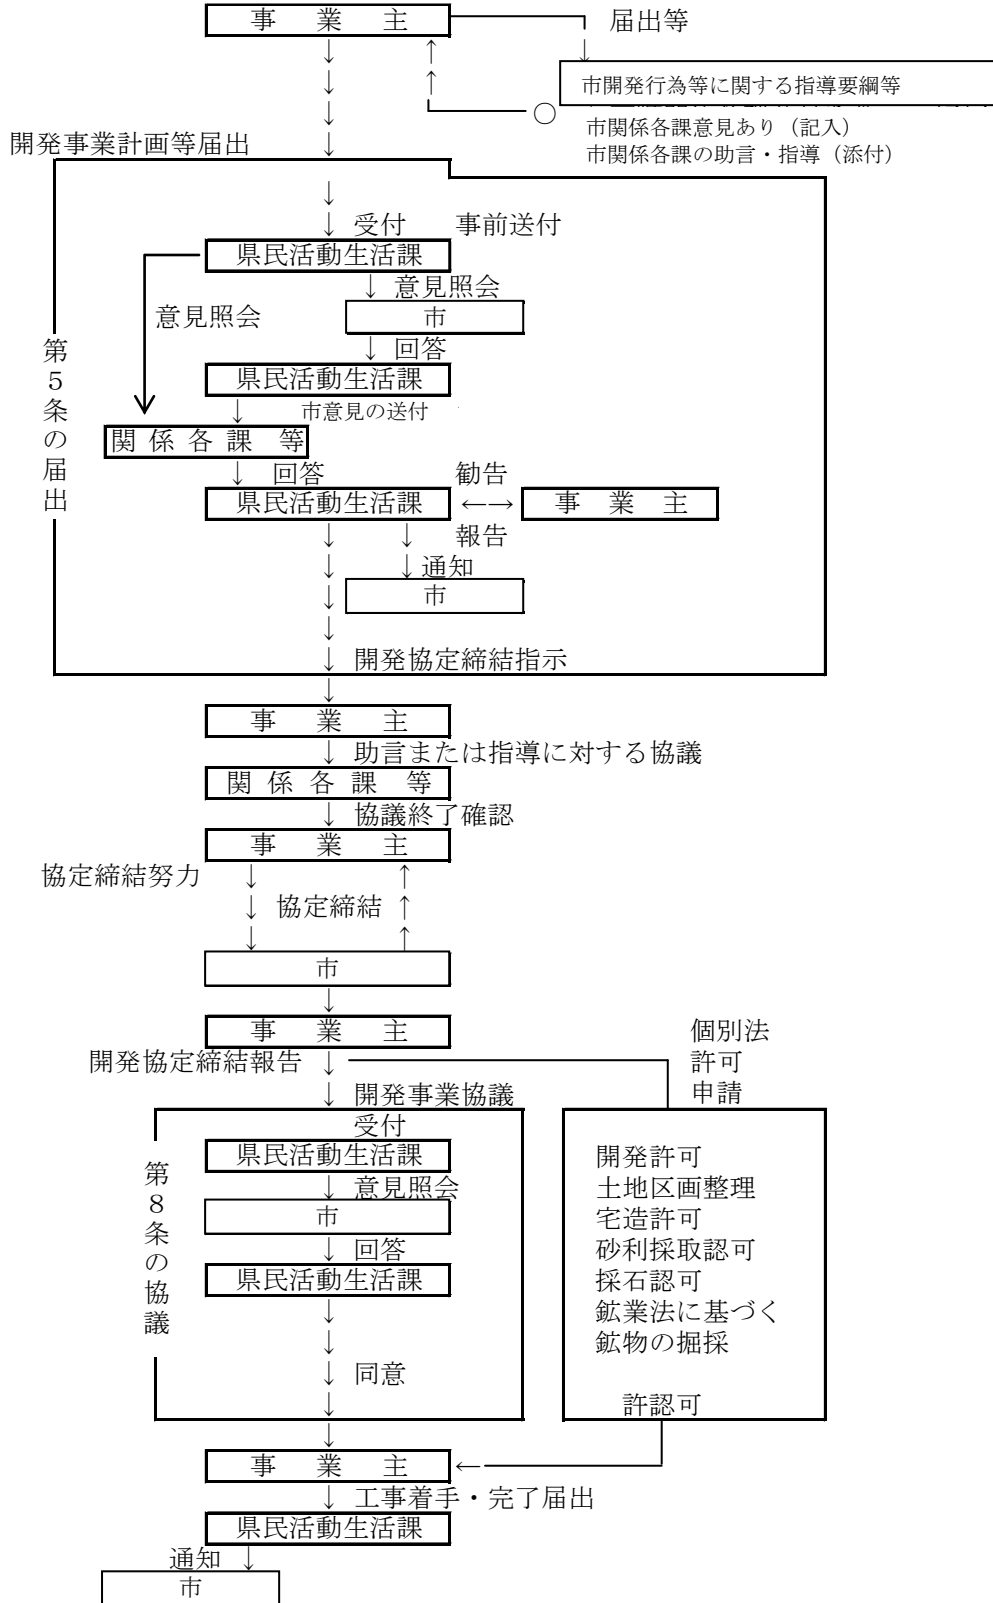 事　業　主
届出等
市開発行為等に関する指導要綱等
○
市関係各課意見あり（記入）
市関係各課の助言・指導（添付）
開発事業計画等届出
第５条の届出
受付　事前送付
県民活動生活課
意見照会
意見照会
市
回答
県民活動生活課
市意見の送付
関 係 各 課 等
回答
勧告
県民活動生活課
←→
事　業　主
報告
通知
市
開発協定締結指示
事　業　主
助言または指導に対する協議
関 係 各 課 等
協議終了確認
事　業　主
協定締結努力
協定締結
市
事　業　主
開発協定締結報告
個別法
許可
申請
開発事業協議
第８条の協議
受付
県民活動生活課
意見照会
市
回答
県民活動生活課
同意
開発許可
土地区画整理
宅造許可
砂利採取認可
採石認可
鉱業法に基づく
鉱物の掘採
許認可
事　業　主
工事着手・完了届出
県民活動生活課
通知
市